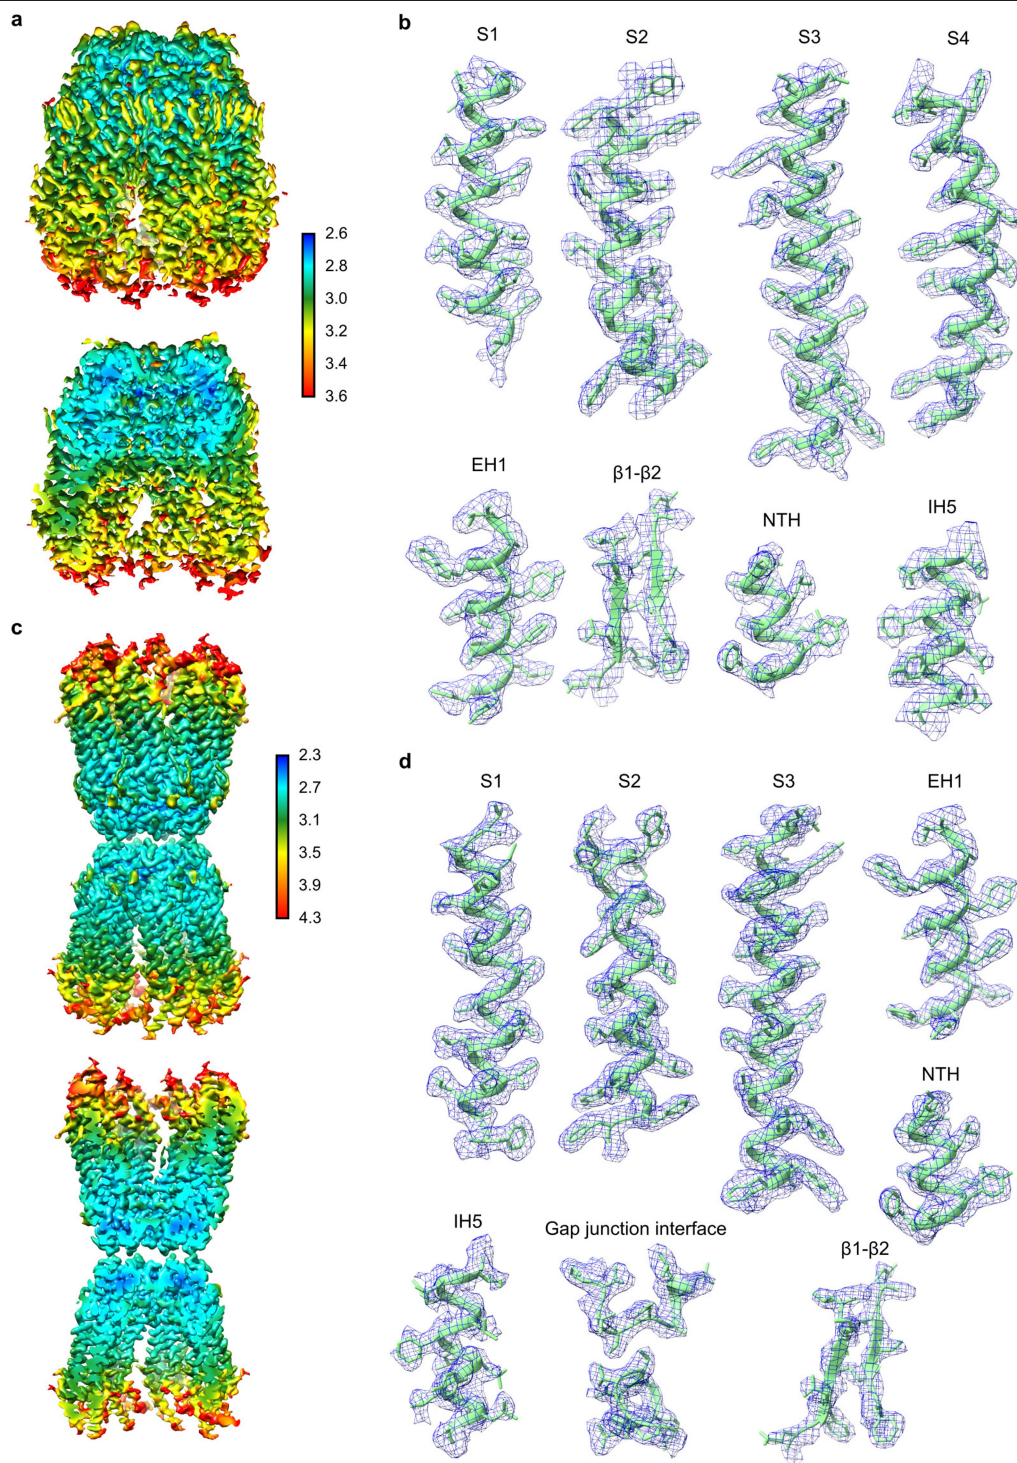 a
2.6
2.8
3.0
3.2
3.4
3.6
b
S1
S2
S3
S4
EH1
β1-β2
NTH
IH5
c
2.3
2.7
3.1
3.5
3.9
4.3
d
S1
S2
S3
EH1
NTH
IH5
Gap junction interface
β1-β2